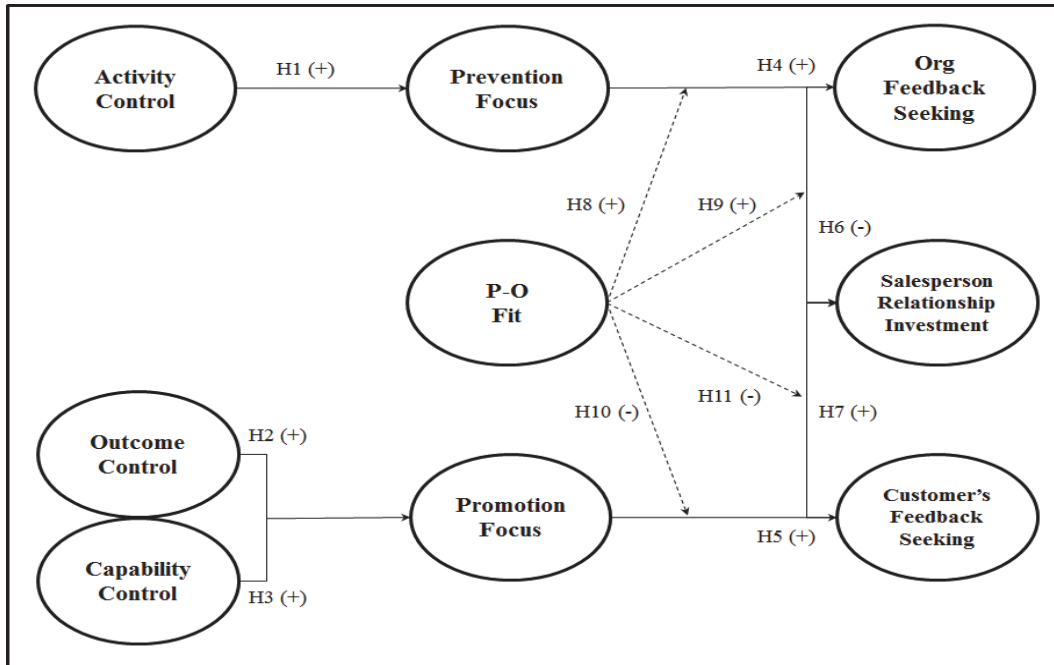 Activity
Control
H1 (+)
Prevention
Focus
H4 (+)
Org
Feedback
Seeking
H8 (+)
H9 (+)
H6 (-)
P-O
Fit
Salesperson
Relationship
Investment
H10 (-)
H11 (-)
H7 (+)
Outcome
Control
H2 (+)
Capability
Control
H3 (+)
Promotion
Focus
H5 (+)
Customer's
Feedback
Seeking